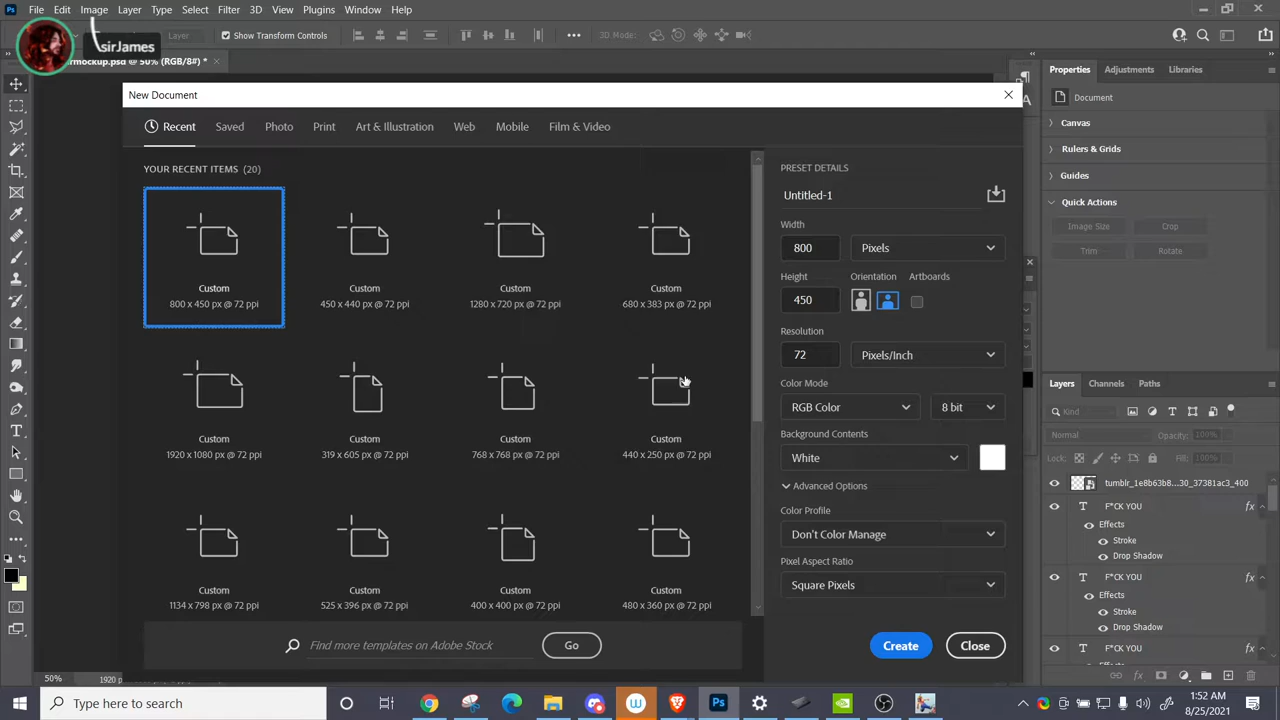 Ps File Edit Image Layer Type Select Filter 3D View Plugins Window Help
sirJames
Layer
Show Transform Controls
3D Mode:
mockup.psd @ 50% (RGB/8#) *
New Document
Recent Saved Photo Print Art & Illustration Web Mobile Film & Video
YOUR RECENT ITEMS (20)
Custom Custom Custom Custom
800 x 450 px @ 72 ppi 450 x 440 px @ 72 ppi 1280 x 720 px @ 72 ppi 680 x 383 px @ 72 ppi
Custom Custom Custom Custom
1920 x 1080 px @ 72 ppi 319 x 605 px @ 72 ppi 768 x 768 px @ 72 ppi 440 x 250 px @ 72 ppi
Custom Custom Custom Custom
1134 x 798 px @ 72 ppi 525 x 396 px @ 72 ppi 400 x 400 px @ 72 ppi 480 x 360 px @ 72 ppi
Find more templates on Adobe Stock
Go
PRESET DETAILS
Untitled-1
Width
800 Pixels
Height Orientation Artboards
450
Resolution
72 Pixels/Inch
Color Mode
RGB Color 8 bit
Background Contents
White
Advanced Options
Color Profile
Don't Color Manage
Pixel Aspect Ratio
Square Pixels
Create Close
Properties Adjustments Libraries
Document
Canvas
Rulers & Grids
Guides
Quick Actions
Image Size Crop
Trim Rotate
Layers Channels Paths
Kind
Normal Opacity: 100%
Lock: Fill: 100%
tumblr_1e8b63b8...30_37381ac3_400
F*CK YOU fx
Effects
Stroke
Drop Shadow
F*CK YOU fx
Effects
Stroke
Drop Shadow
F*CK YOU fx
50% 1920 p
Type here to search
Ps
1:52 AM
8/25/2021